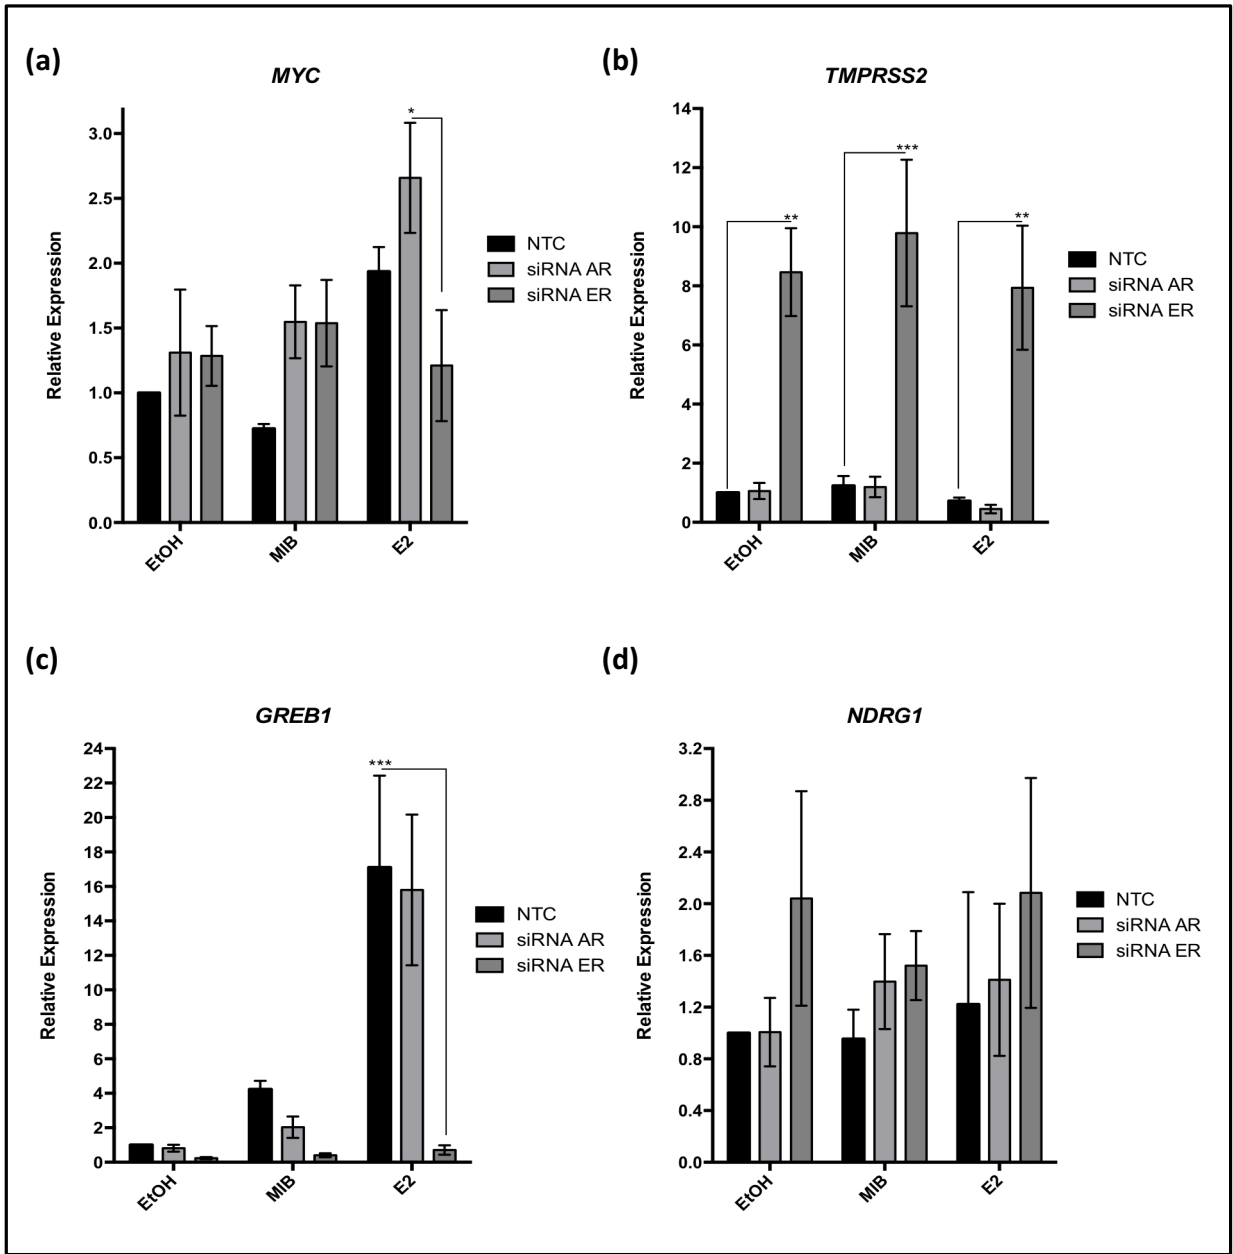 (a)
MYC
*
3.0
2.5
2.0
1.5
1.0
0.5
0.0
Relative Expression
EtOH
MIB
E2
NTC
siRNA AR
siRNA ER
(b)
TMPRSS2
14
12
10
8
6
4
2
0
Relative Expression
**
***
**
EtOH
MIB
E2
NTC
siRNA AR
siRNA ER
(c)
GREB1
24
22
20
18
16
14
12
10
8
6
4
2
0
Relative Expression
***
EtOH
MIB
E2
NTC
siRNA AR
siRNA ER
(d)
NDRG1
3.2
2.8
2.4
2.0
1.6
1.2
0.8
0.4
0.0
Relative Expression
EtOH
MIB
E2
NTC
siRNA AR
siRNA ER